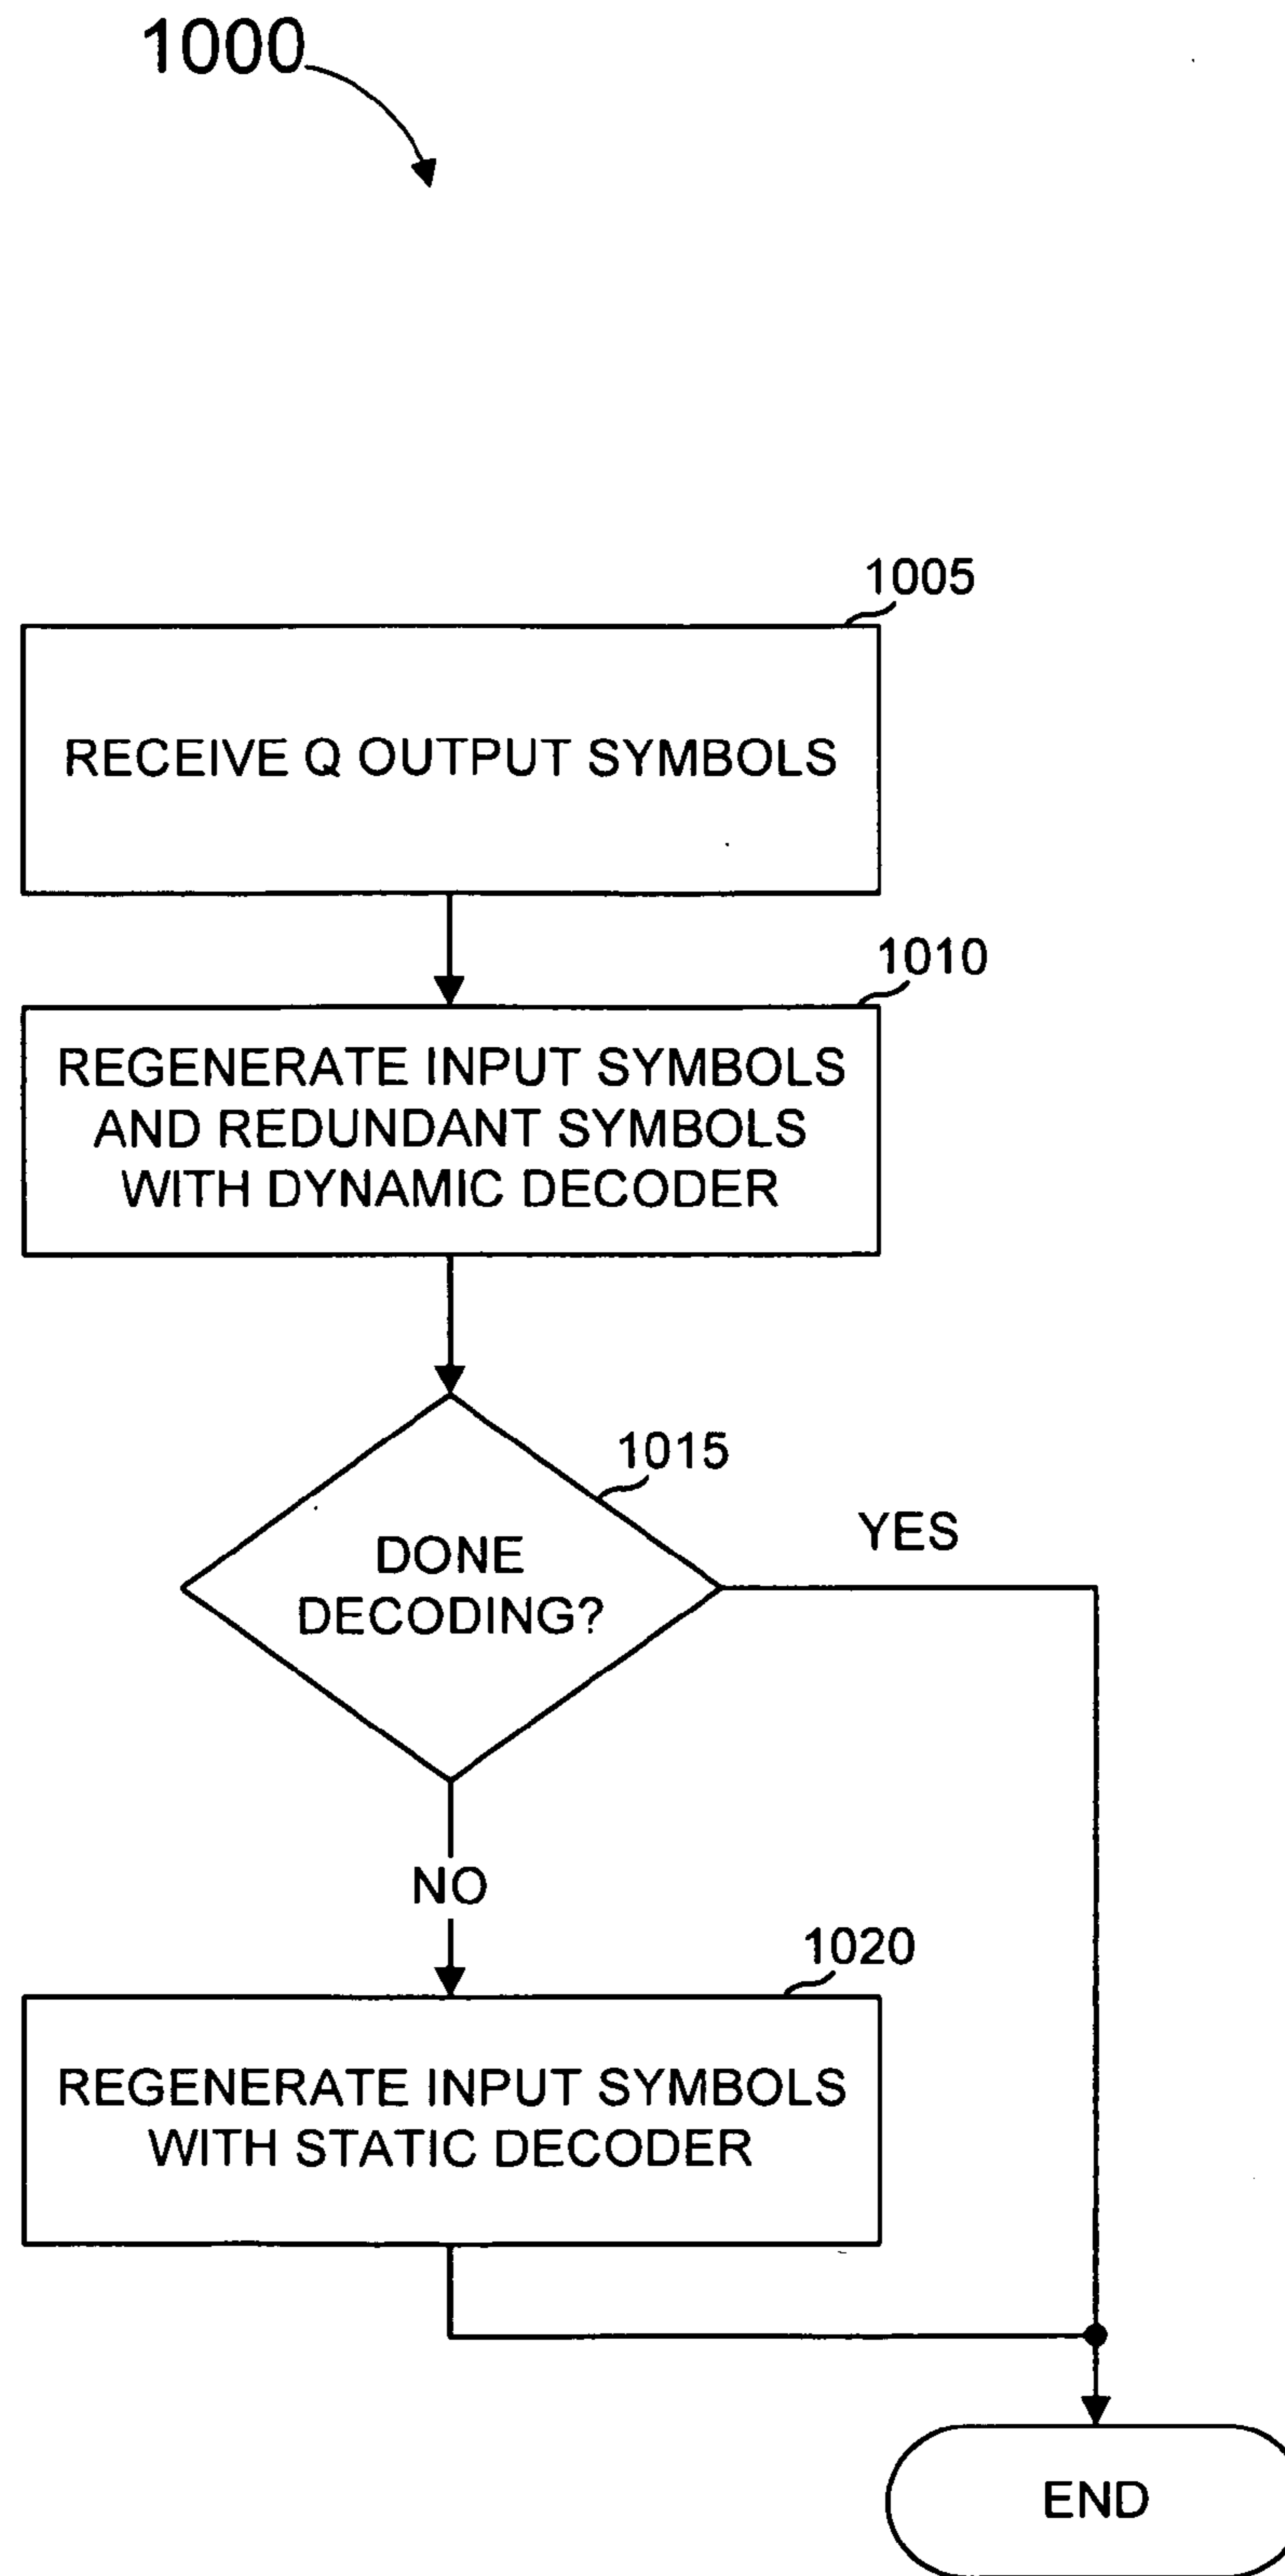 1000
1005
RECEIVE Q OUTPUT SYMBOLS
1010
REGENERATE INPUT SYMBOLS
AND REDUNDANT SYMBOLS
WITH DYNAMIC DECODER
1015
YES
DONE
DECODING?
NO
1020
REGENERATE INPUT SYMBOLS
WITH STATIC DECODER
END